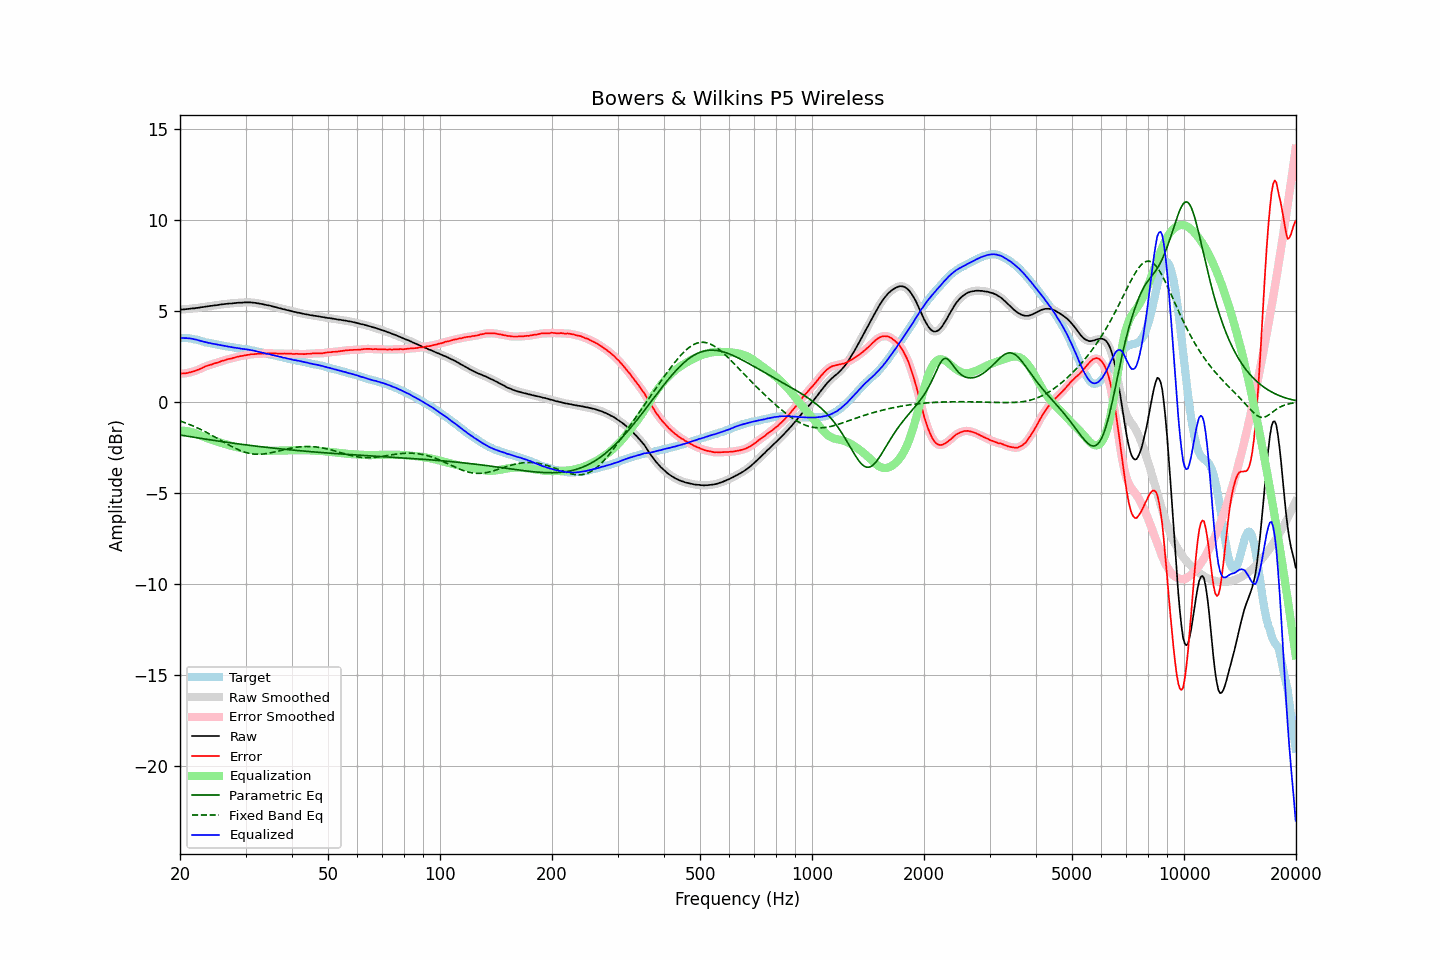 Bowers & Wilkins P5 Wireless
Amplitude (dBr)
15
10
5
0
−5
−10
−15
−20
Target
Raw Smoothed
Error Smoothed
Raw
Error
Equalization
Parametric Eq
Fixed Band Eq
Equalized
20 50 100 200 500 1000 2000 5000 10000 20000
Frequency (Hz)